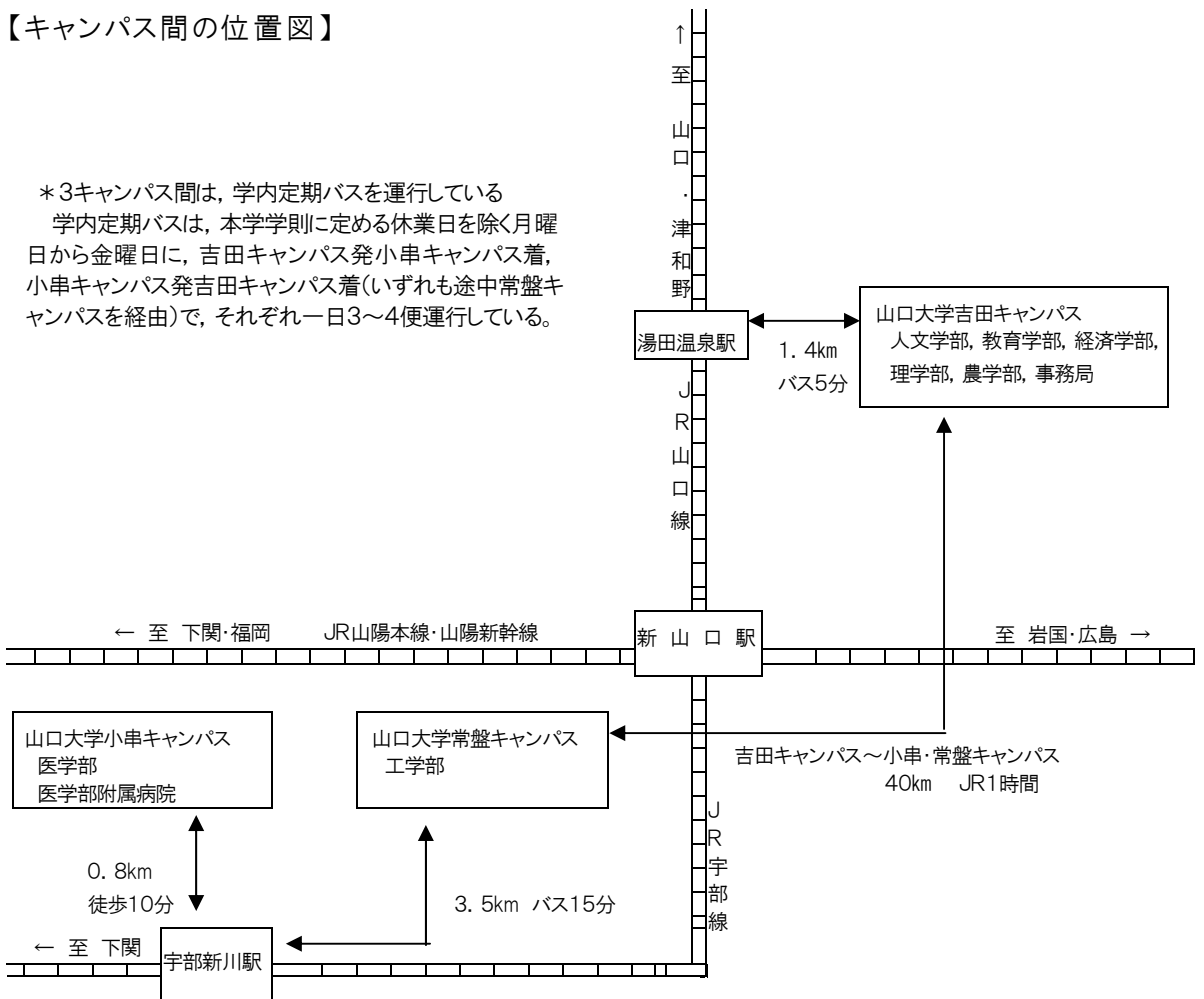 【キャンパス間の位置図】
↑至 山口・津和野
＊3キャンパス間は，学内定期バスを運行している
学内定期バスは，本学学則に定める休業日を除く月曜
日から金曜日に，吉田キャンパス発小串キャンパス着，
小串キャンパス発吉田キャンパス着（いずれも途中常盤キ
ャンパスを経由）で，それぞれ一日3～4便運行している。
湯田温泉駅
1．4km
バス5分
山口大学吉田キャンパス
人文学部，教育学部，経済学部，
理学部，農学部，事務局
JR山口線
← 至 下関・福岡
JR山陽本線・山陽新幹線
新山口駅
至 岩国・広島 →
山口大学小串キャンパス
医学部
医学部附属病院
山口大学常盤キャンパス
工学部
吉田キャンパス～小串・常盤キャンパス
40km JR1時間
JR宇部線
0．8km
徒歩10分
3．5km バス15分
← 至 下関
宇部新川駅